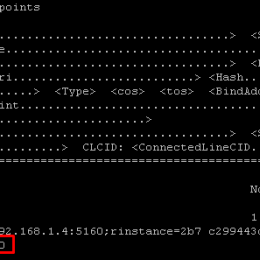 points
....................................> <S
e.............................
..................................> <
ri...........................> <Hash..
......> <Type> <cos> <tos> <BindAdd
int............................
.....................>
....................................> <S
.......> CLCID: <ConnectedLineCID.
========================================
No
1
92.168.1.4:5160;rinstance=2b7 c299443c
0